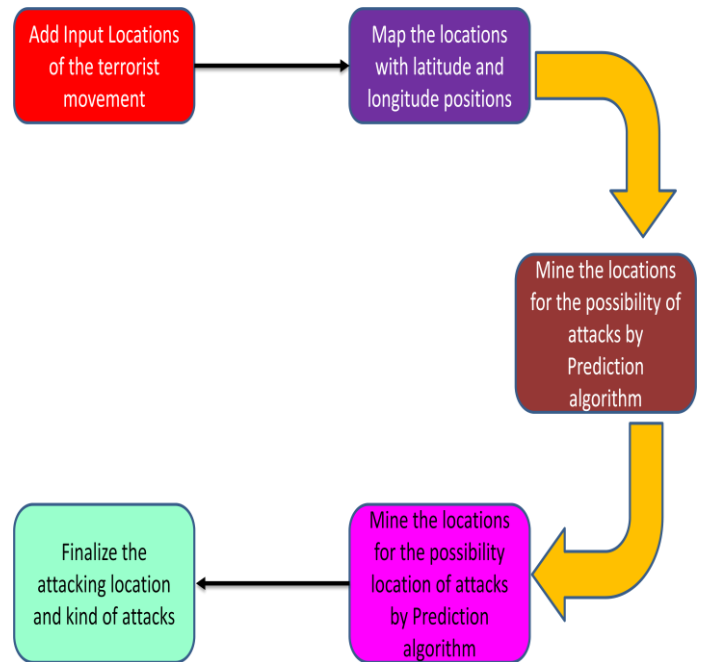 Add Input Locations
of the terrorist
movement
Map the locations
with latitude and
longitude positions
Mine the locations
for the possibility of
attacks by
Prediction
algorithm
Mine the locations
for the possibility
location of attacks
by Prediction
algorithm
Finalize the
attacking location
and kind of attacks